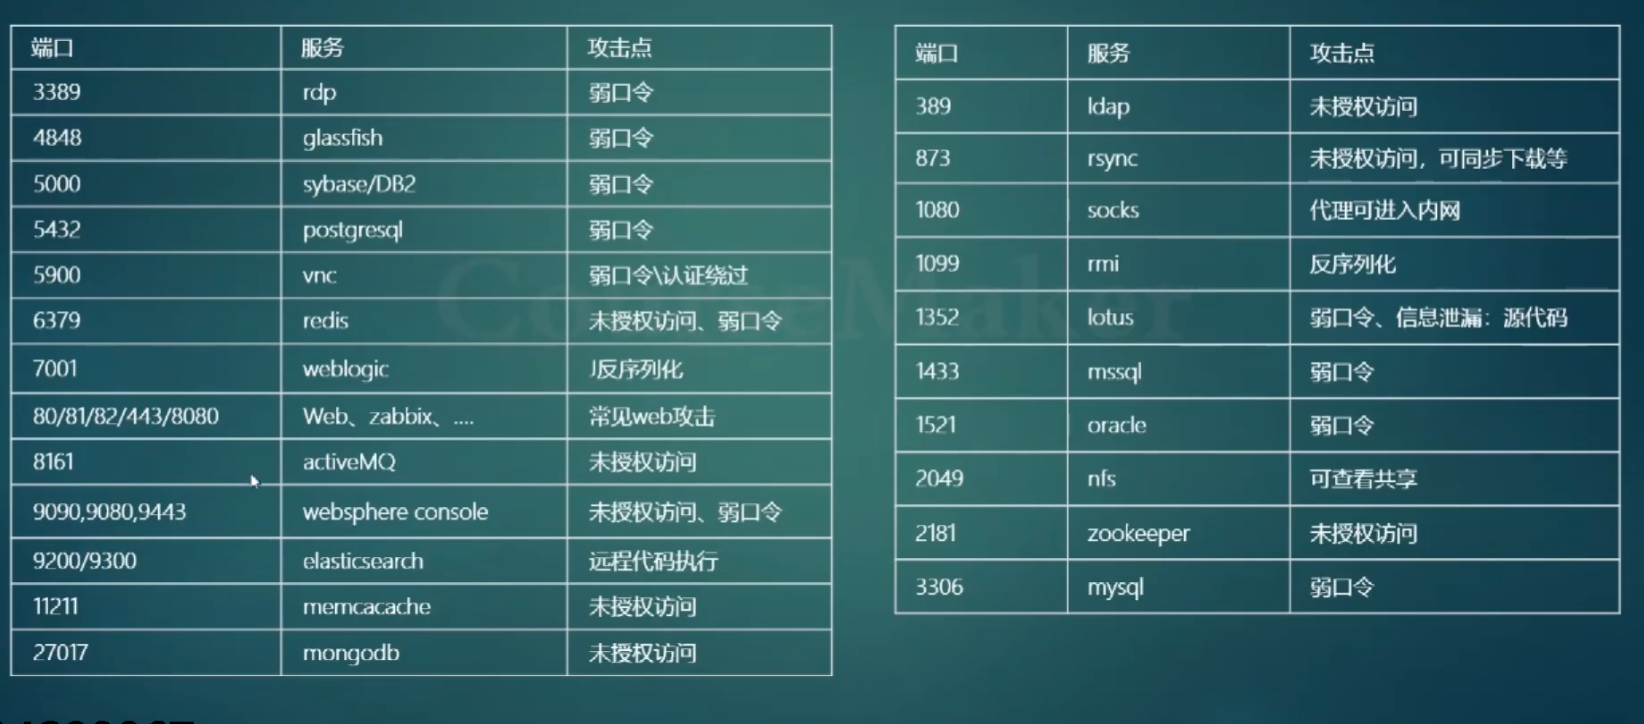 端口 服务 攻击点
3389 rdp 弱口令
4848 glassfish 弱口令
5000 sybase/DB2 弱口令
5432 postgresql 弱口令
5900 vnc 弱口令\认证绕过
6379 redis 未授权访问、弱口令
7001 weblogic J反序列化
80/81/82/443/8080 Web、zabbix、.... 常见web攻击
8161 activeMQ 未授权访问
9090,9080,9443 websphere console 未授权访问、弱口令
9200/9300 elasticsearch 远程代码执行
11211 memcacache 未授权访问
27017 mongodb 未授权访问
端口 服务 攻击点
389 ldap 未授权访问
873 rsync 未授权访问，可同步下载等
1080 socks 代理可进入内网
1099 rmi 反序列化
1352 lotus 弱口令、信息泄漏：源代码
1433 mssql 弱口令
1521 oracle 弱口令
2049 nfs 可查看共享
2181 zookeeper 未授权访问
3306 mysql 弱口令